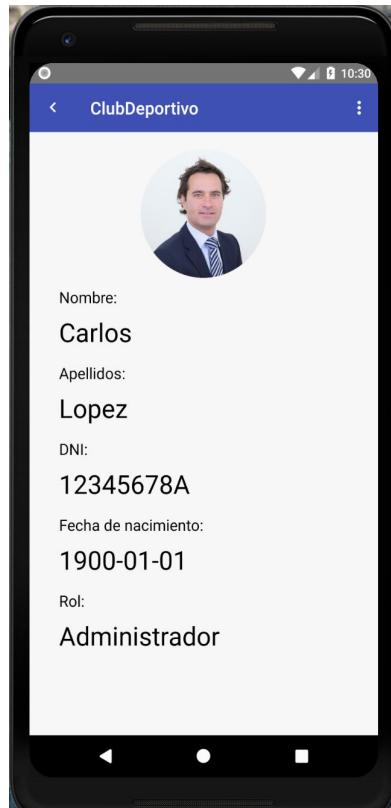 10:30
ClubDeportivo
Nombre:
Carlos
Apellidos:
Lopez
DNI:
12345678A
Fecha de nacimiento:
1900-01-01
Rol:
Administrador